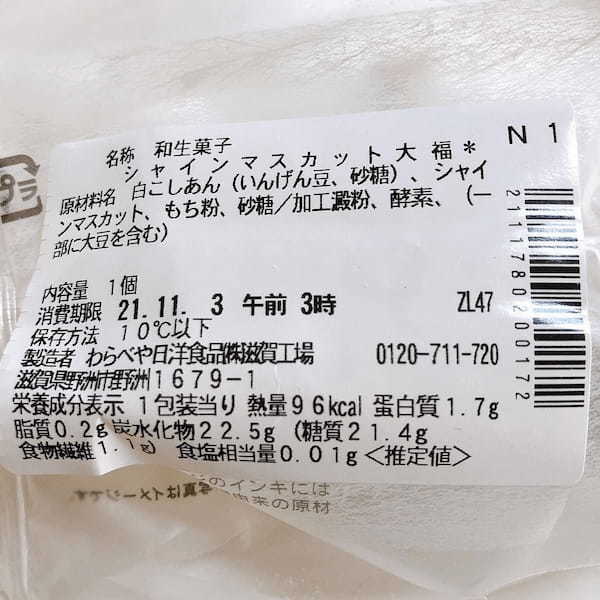 プラ
名称 和生菓子
シャインマスカット大福*
N 1
原材料名 白こしあん(いんげん豆、砂糖)、シャイ
ンマスカット、もち粉、砂糖/加工澱粉、酵素、(一
部に大豆を含む)
内容量 1個
消費期限 21.11. 3 午前 3時 ZL47
保存方法 10℃以下
製造者 わらべや日洋食品㈱滋賀工場 0120-711-720
滋賀県野洲市野洲1679-1
栄養成分表示 1包装当り 熱量96kcal 蛋白質1.7g
脂質0.2g 炭水化物22.5g (糖質21.4g
食物繊維1.1g) 食塩相当量0.01g<推定値>
2111780200172
のインキには
由来の原材